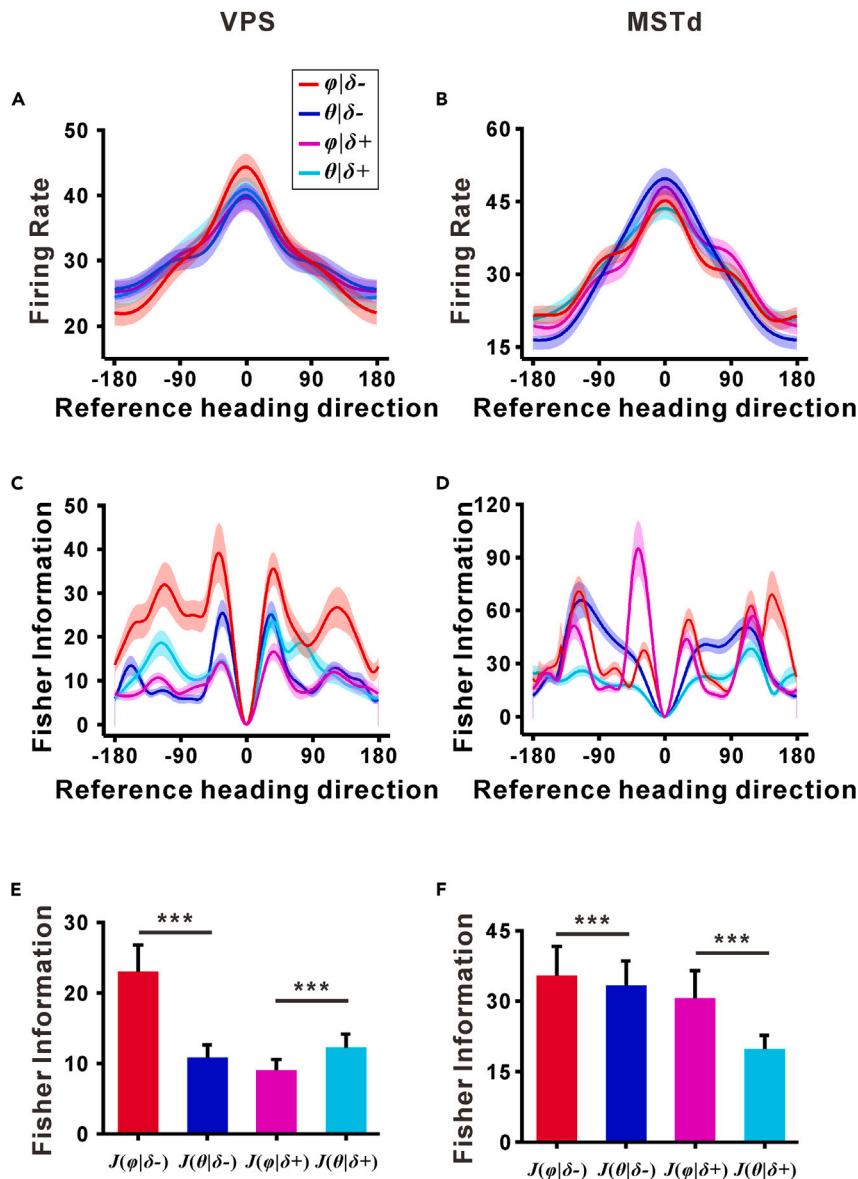 VPS
MSTd
A
B
φ|δ-
θ|δ-
φ|δ+
θ|δ+
Firing Rate
50
40
30
20
-180 -90 0 90 180
Reference heading direction
Firing Rate
60
45
30
15
-180 -90 0 90 180
Reference heading direction
C
D
Fisher Information
50
40
30
20
10
0
-180 -90 0 90 180
Reference heading direction
Fisher Information
120
90
60
30
0
-180 -90 0 90 180
Reference heading direction
E
F
Fisher Information
30
20
10
0
***
***
J(φ|δ-) J(θ|δ-) J(φ|δ+) J(θ|δ+)
Fisher Information
45
30
15
0
***
***
J(φ|δ-) J(θ|δ-) J(φ|δ+) J(θ|δ+)